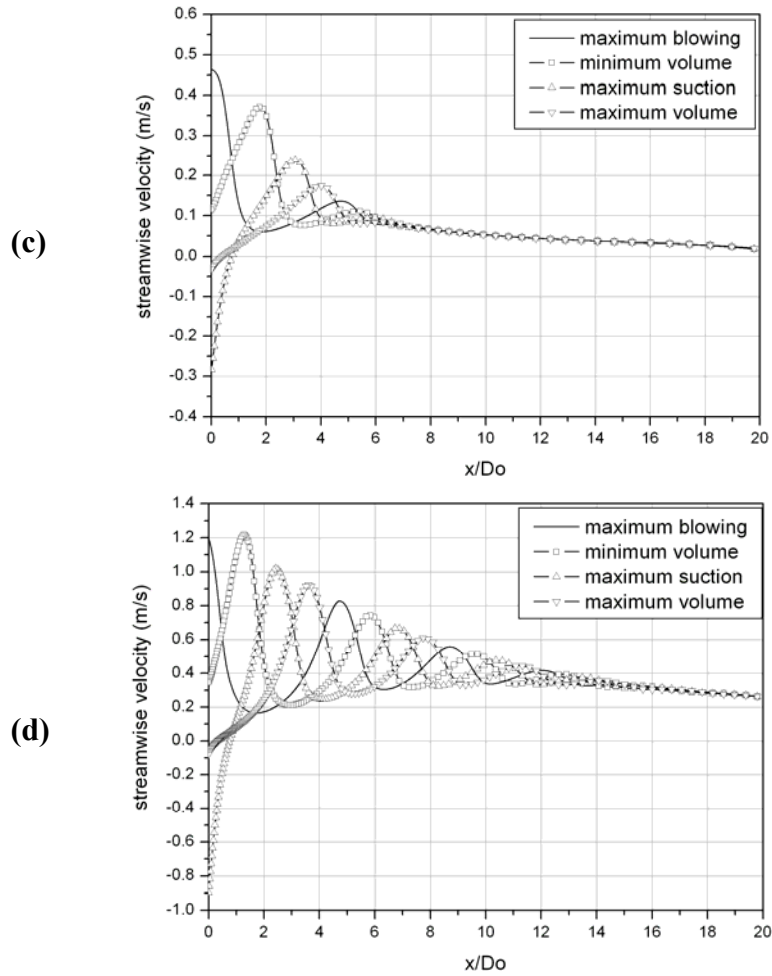 (c)
streamwise velocity (m/s)
0.6
0.5
0.4
0.3
0.2
0.1
0.0
-0.1
-0.2
-0.3
-0.4
maximum blowing
minimum volume
maximum suction
maximum volume
0 2 4 6 8 10 12 14 16 18 20
x/Do
(d)
streamwise velocity (m/s)
1.4
1.2
1.0
0.8
0.6
0.4
0.2
0.0
-0.2
-0.4
-0.6
-0.8
-1.0
maximum blowing
minimum volume
maximum suction
maximum volume
0 2 4 6 8 10 12 14 16 18 20
x/Do